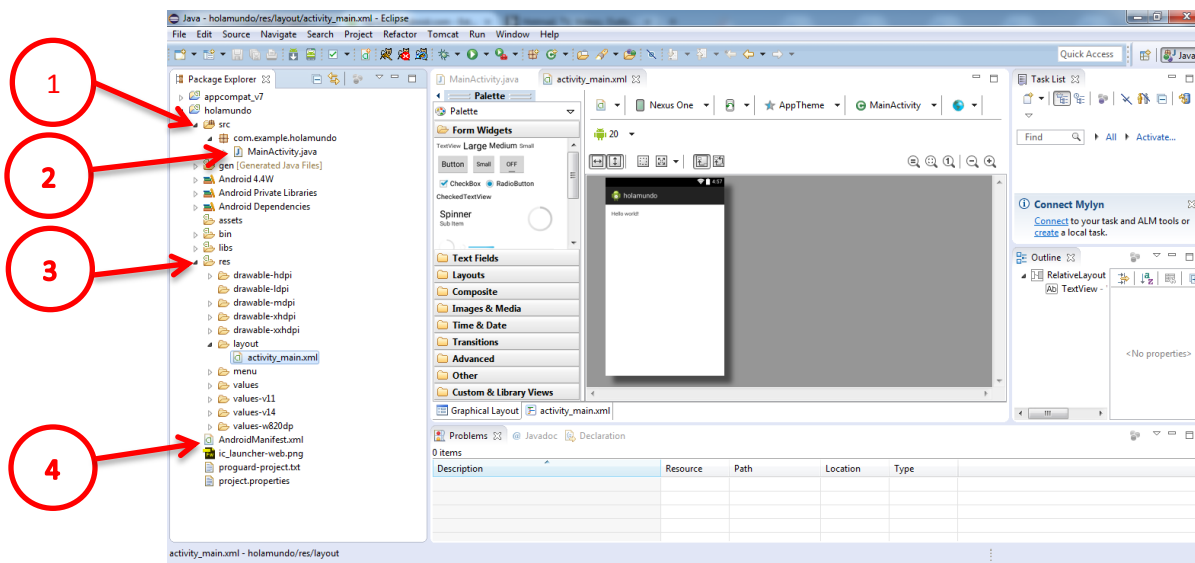 Java - holamundo/res/layout/activity_main.xml - Eclipse
File Edit Source Navigate Search Project Refactor Tomcat Run Window Help
Quick Access
Java
1
2
3
4
Package Explorer
appcompat_v7
holamundo
src
com.example.holamundo
MainActivity.java
gen [Generated Java Files]
Android 4.4W
Android Private Libraries
Android Dependencies
assets
bin
libs
res
drawable-hdpi
drawable-ldpi
drawable-mdpi
drawable-xhdpi
drawable-xxhdpi
layout
activity_main.xml
menu
values
values-v11
values-v14
values-w820dp
AndroidManifest.xml
ic_launcher-web.png
proguard-project.txt
project.properties
MainActivity.java
activity_main.xml
Palette
Palette
Form Widgets
TextView Large Medium Small
Button Small OFF
CheckBox RadioButton
CheckedTextView
Spinner
Sub Item
Text Fields
Layouts
Composite
Images & Media
Time & Date
Transitions
Advanced
Other
Custom & Library Views
Nexus One
AppTheme
MainActivity
20
4:37
holamundo
Hello world!
Graphical Layout
activity_main.xml
Problems
Javadoc
Declaration
0 items
Description Resource Path Location Type
Task List
Find
All
Activate...
Connect Mylyn
Connect to your task and ALM tools or
create a local task.
Outline
RelativeLayout
Ab TextView -
<No properties>
activity_main.xml - holamundo/res/layout